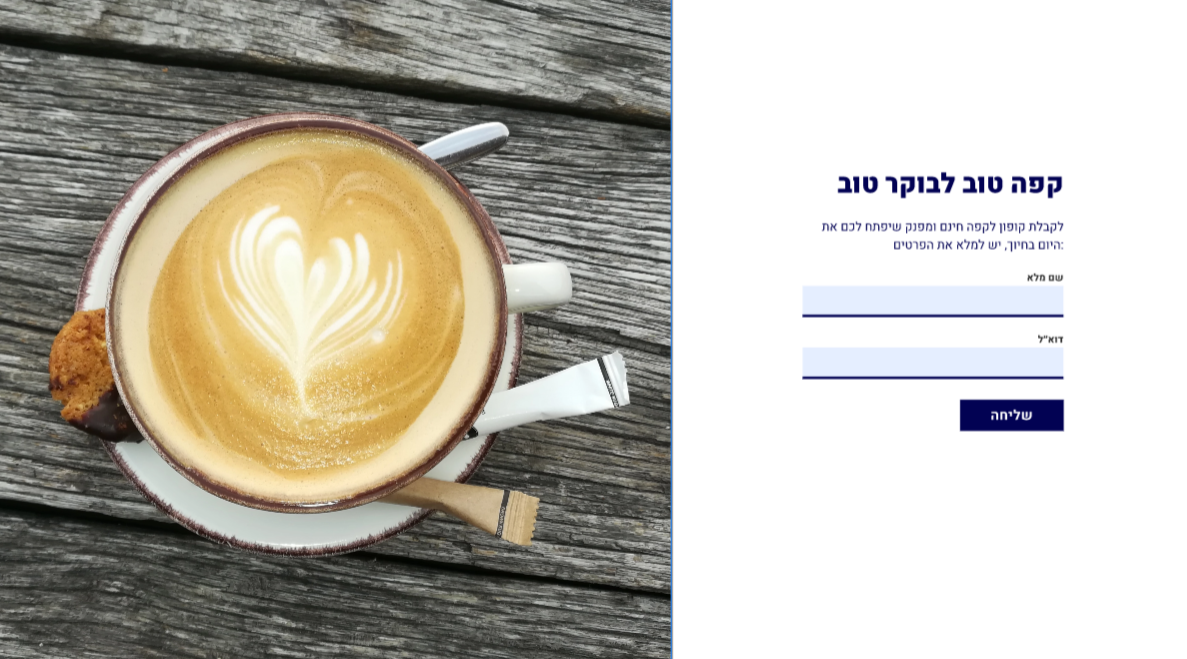 קפה טוב לבוקר טוב
לקבלת קופון לקפה חינם ומפנק שיפתח לכם את
היום בחיוך, יש למלא את הפרטים:
שם מלא
דוא״ל
שליחה